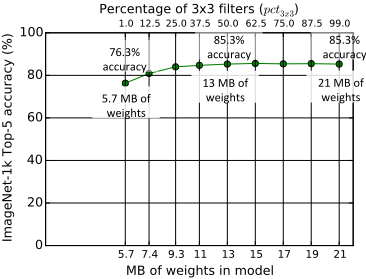 Percentage of 3x3 filters (pct3x3)
1.0 12.5 25.0 37.5 50.0 62.5 75.0 87.5 99.0
100
80
60
40
20
0
ImageNet-1k Top-5 accuracy (%)
76.3%
accuracy
85.3%
accuracy
85.3%
accuracy
5.7 MB of
weights
13 MB of
weights
21 MB of
weights
5.7 7.4 9.3 11 13 15 17 19 21
MB of weights in model